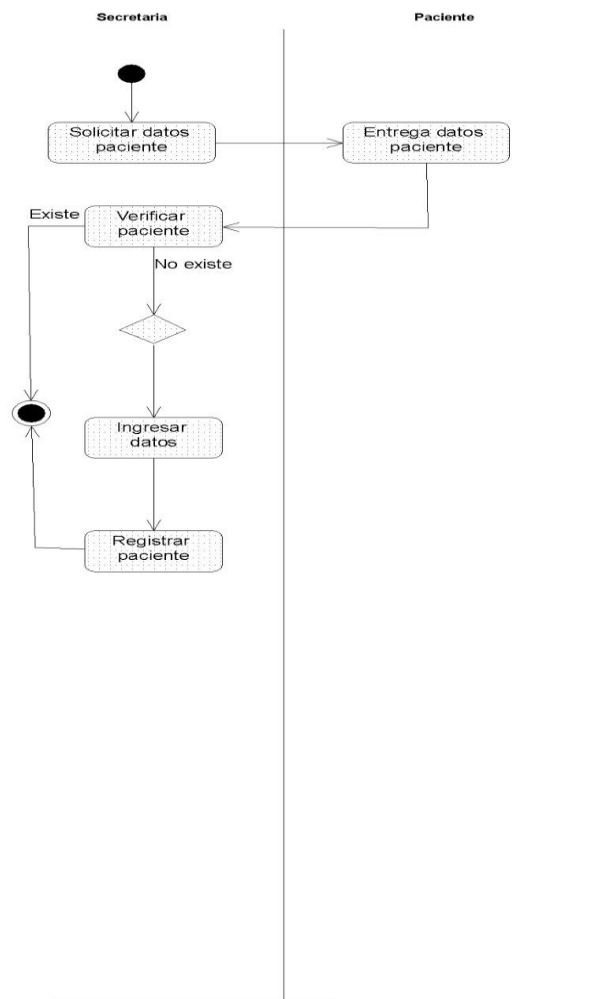 Secretaria
Paciente
Solicitar datos
paciente
Entrega datos
paciente
Existe
Verificar
paciente
No existe
Ingresar
datos
Registrar
paciente